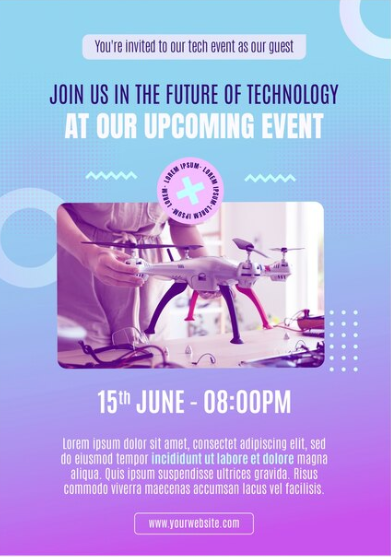 You're invited to our tech event as our guest
JOIN US IN THE FUTURE OF TECHNOLOGY
AT OUR UPCOMING EVENT
LOREM IPSUM · LOREM IPSUM · LOREM IPSUM · LOREM IPSUM ·
15th JUNE - 08:00PM
Lorem ipsum dolor sit amet, consectet adipiscing elit, sed
do eiusmod tempor incididunt ut labore et dolore magna
aliqua. Quis ipsum suspendisse ultrices gravida. Risus
commodo viverra maecenas accumsan lacus vel facilisis.
www.yourwebsite.com